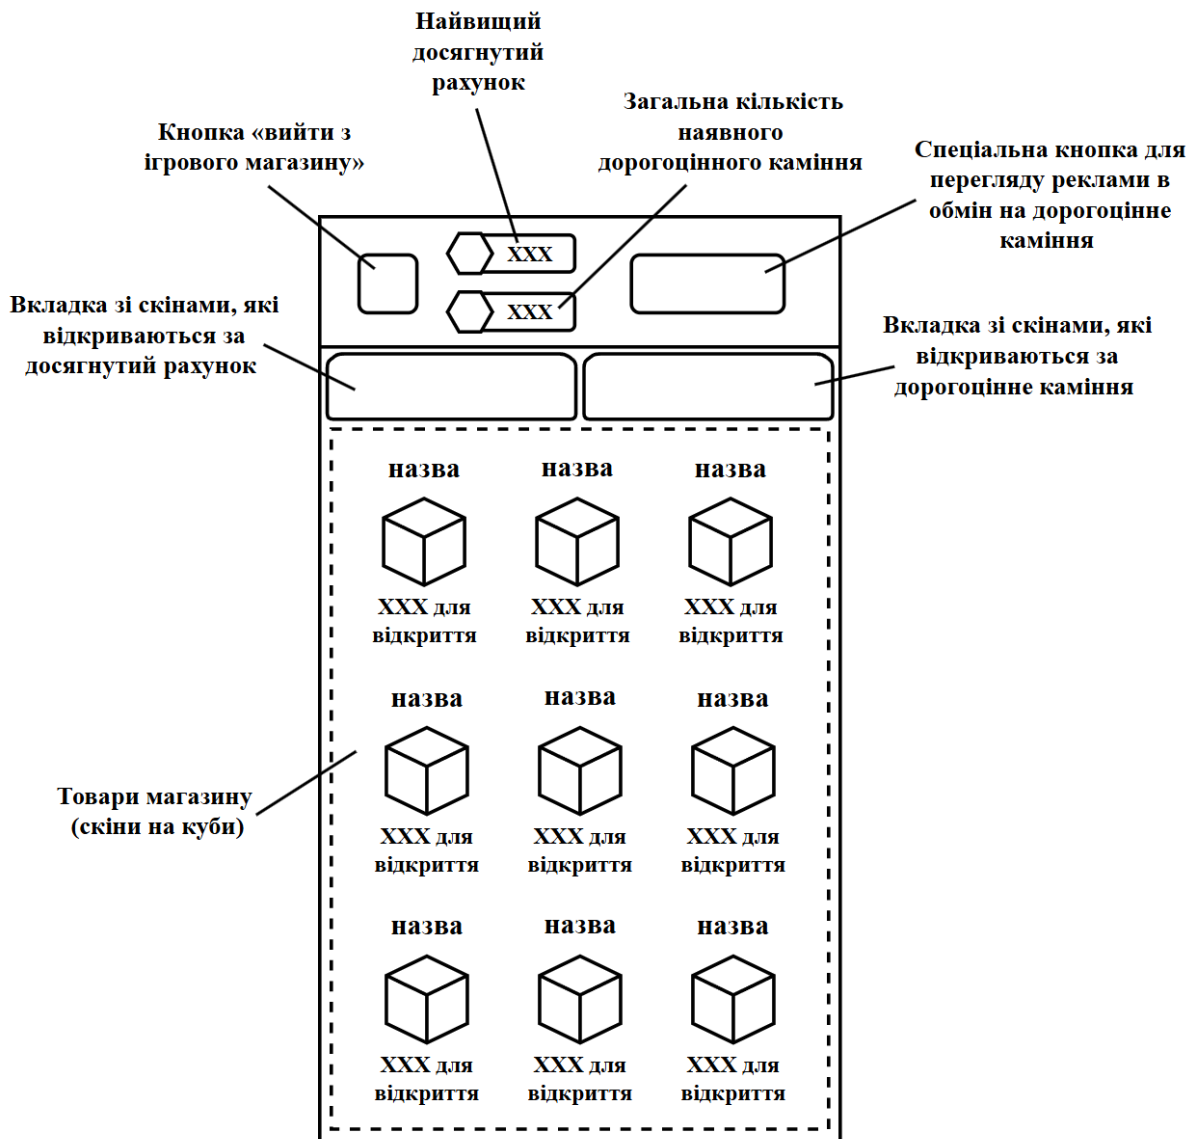 Найвищий
досягнутий
рахунок
Загальна кількість
наявного
дорогоцінного каміння
Кнопка «вийти з
ігрового магазину»
Спеціальна кнопка для
перегляду реклами в
обмін на дорогоцінне
каміння
XXX
XXX
Вкладка зі скінами, які
відкриваються за
досягнутий рахунок
Вкладка зі скінами, які
відкриваються за
дорогоцінне каміння
назва назва назва
XXX для XXX для XXX для
відкриття відкриття відкриття
назва назва назва
Товари магазину
(скіни на куби)
XXX для XXX для XXX для
відкриття відкриття відкриття
назва назва назва
XXX для XXX для XXX для
відкриття відкриття відкриття